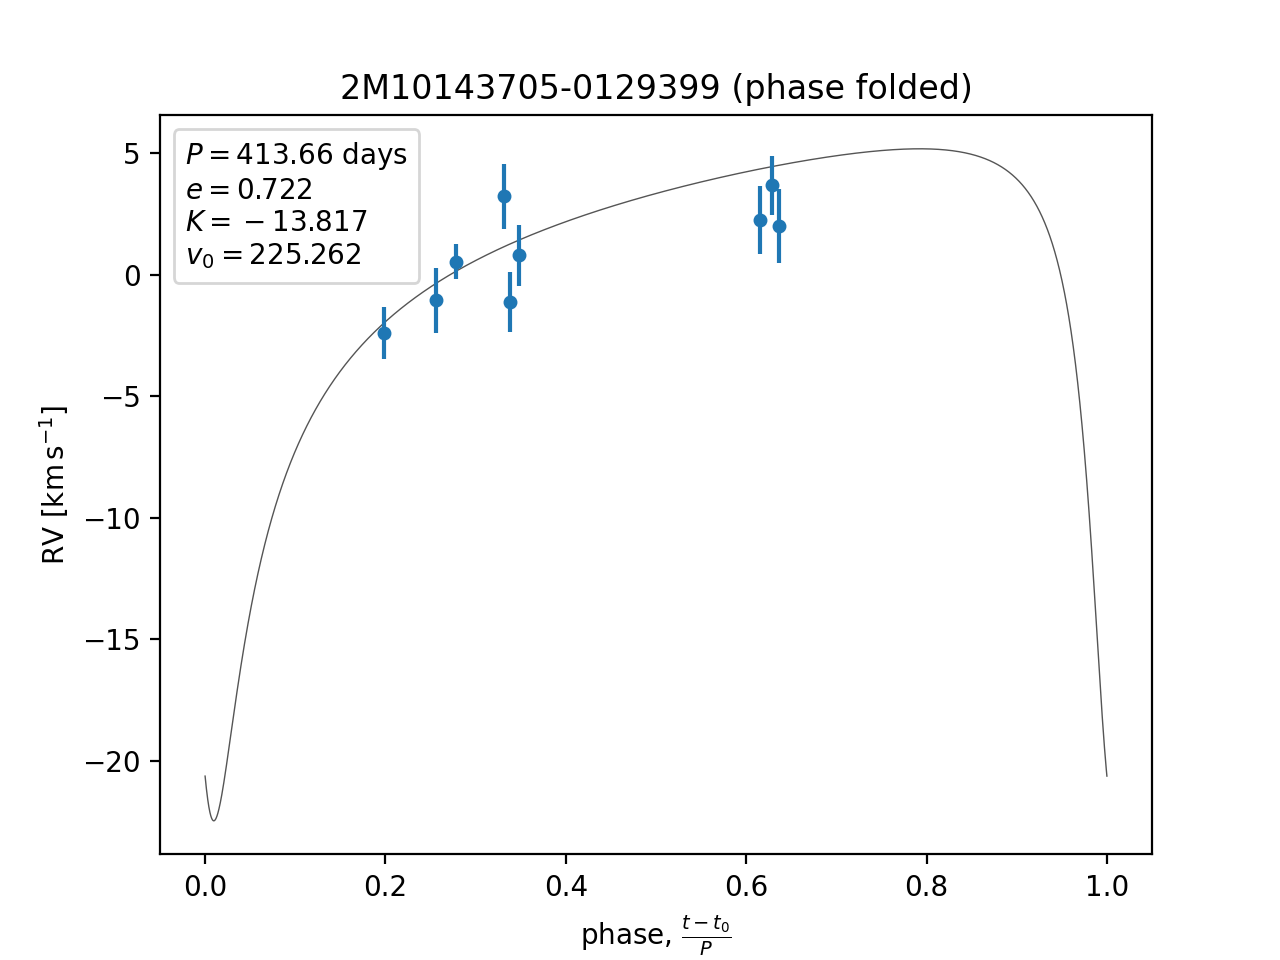 2M10143705-0129399 (phase folded)
P = 413.66 days
e = 0.722
K = −13.817
v₀ = 225.262
5
0
−5
−10
−15
−20
RV [km s⁻¹]
0.0 0.2 0.4 0.6 0.8 1.0
phase, (t − t₀)/P